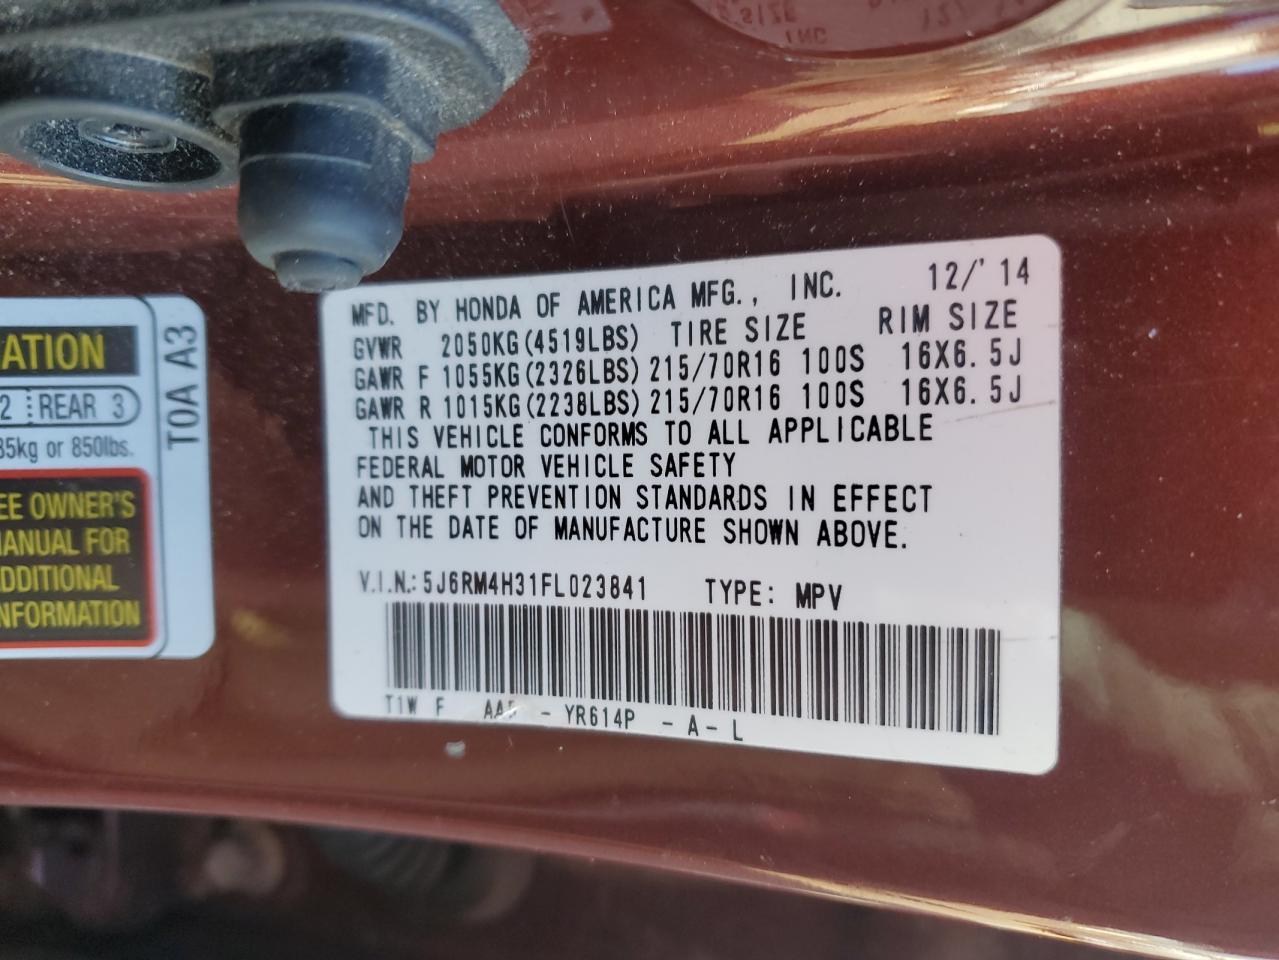 MFD. BY HONDA OF AMERICA MFG., INC. 12/'14
GVWR 2050KG(4519LBS) TIRE SIZE RIM SIZE
GAWR F 1055KG(2326LBS) 215/70R16 100S 16X6.5J
GAWR R 1015KG(2238LBS) 215/70R16 100S 16X6.5J
THIS VEHICLE CONFORMS TO ALL APPLICABLE
FEDERAL MOTOR VEHICLE SAFETY
AND THEFT PREVENTION STANDARDS IN EFFECT
ON THE DATE OF MANUFACTURE SHOWN ABOVE.
V.I.N.: 5J6RM4H31FL023841 TYPE: MPV
T1W F - YR614P - A - L
ATION
2 REAR 3
35kg or 850lbs.
EE OWNER'S
MANUAL FOR
DDITIONAL
NFORMATION
T0A A3